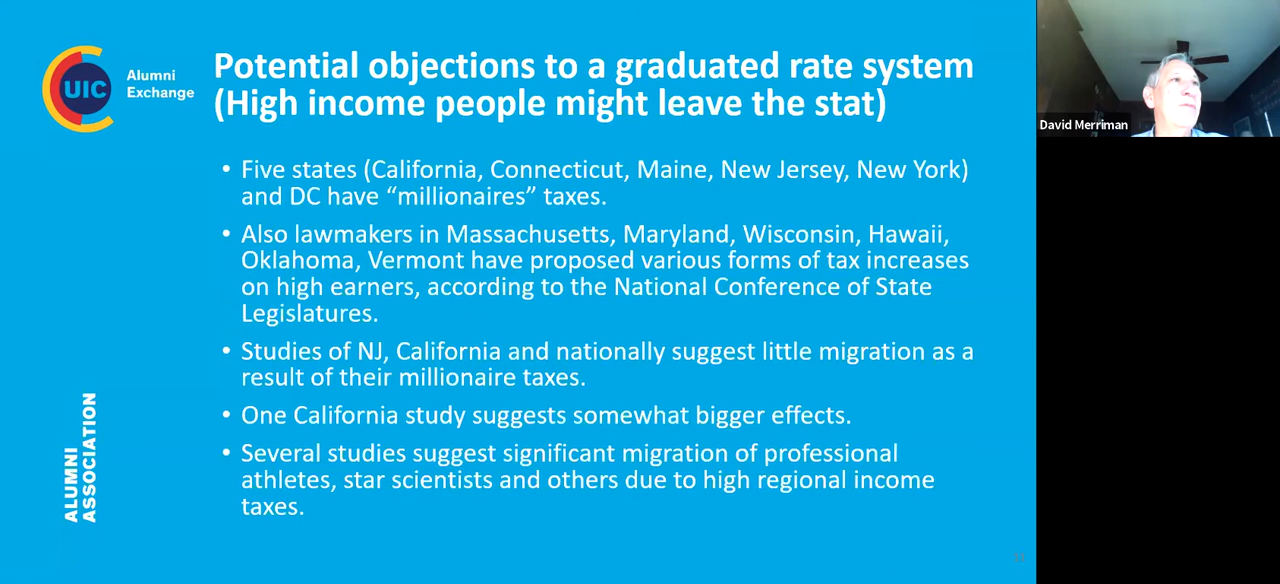 UIC
Alumni
Exchange
Potential objections to a graduated rate system
(High income people might leave the stat)
• Five states (California, Connecticut, Maine, New Jersey, New York)
and DC have “millionaires” taxes.
• Also lawmakers in Massachusetts, Maryland, Wisconsin, Hawaii,
Oklahoma, Vermont have proposed various forms of tax increases
on high earners, according to the National Conference of State
Legislatures.
• Studies of NJ, California and nationally suggest little migration as a
result of their millionaire taxes.
• One California study suggests somewhat bigger effects.
• Several studies suggest significant migration of professional
athletes, star scientists and others due to high regional income
taxes.
ALUMNI
ASSOCIATION
David Merriman